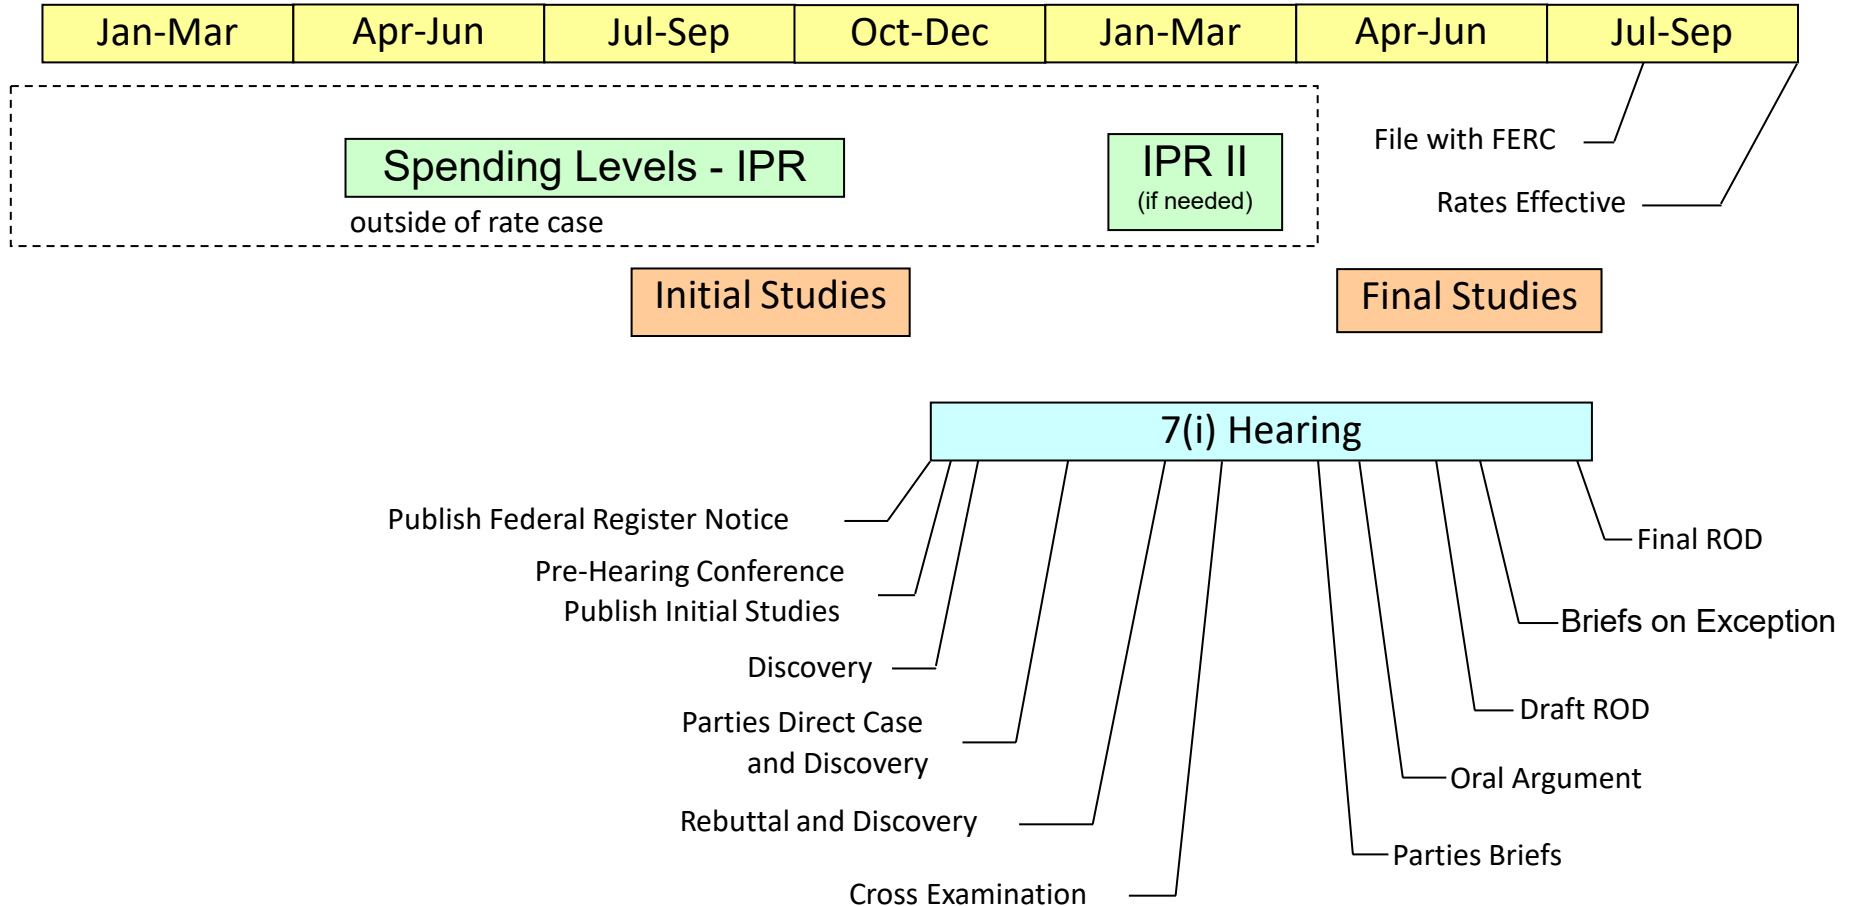 Jan-Mar Apr-Jun Jul-Sep Oct-Dec Jan-Mar Apr-Jun Jul-Sep
File with FERC
Spending Levels - IPR
IPR II
(if needed)
Rates Effective
outside of rate case
Initial Studies
Final Studies
7(i) Hearing
Publish Federal Register Notice
Pre-Hearing Conference
Publish Initial Studies
Discovery
Parties Direct Case
and Discovery
Rebuttal and Discovery
Cross Examination
Final ROD
Briefs on Exception
Draft ROD
Oral Argument
Parties Briefs